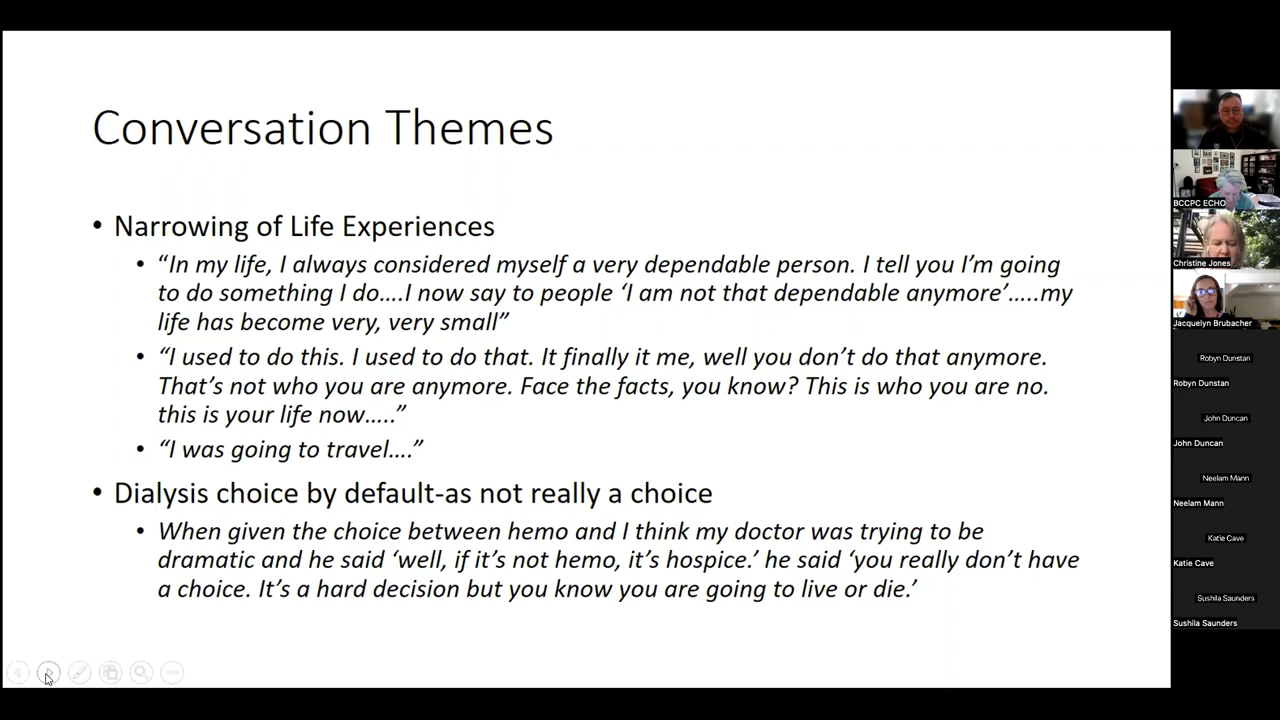 Conversation Themes
• Narrowing of Life Experiences
• “In my life, I always considered myself a very dependable person. I tell you I’m going
to do something I do….I now say to people ‘I am not that dependable anymore’…..my
life has become very, very small”
• “I used to do this. I used to do that. It finally it me, well you don’t do that anymore.
That’s not who you are anymore. Face the facts, you know? This is who you are no.
this is your life now…..”
• “I was going to travel….”
• Dialysis choice by default-as not really a choice
• When given the choice between hemo and I think my doctor was trying to be
dramatic and he said ‘well, if it’s not hemo, it’s hospice.’ he said ‘you really don’t have
a choice. It’s a hard decision but you know you are going to live or die.’
BCCPC ECHO
Christine Jones
Jacquelyn Brubacher
Robyn Dunstan
Robyn Dunstan
John Duncan
John Duncan
Neelam Mann
Neelam Mann
Katie Cave
Katie Cave
Sushila Saunders
Sushila Saunders